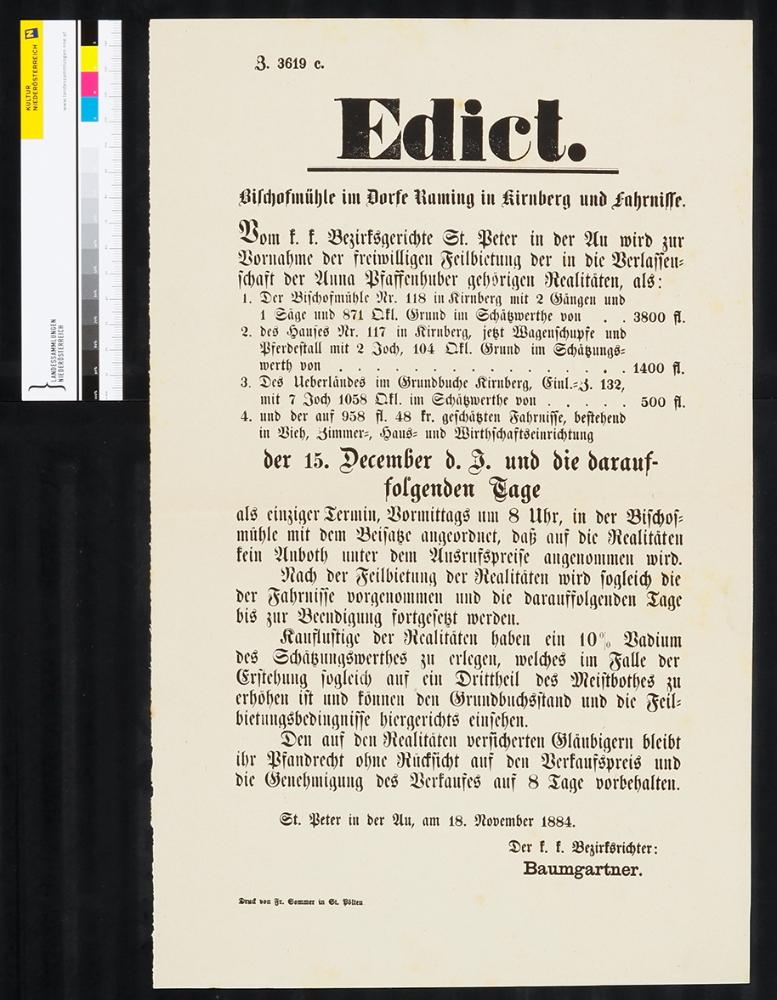 KULTUR
NIEDERÖSTERREICH
www.landessammlungen-noe.at
LANDESSAMMLUNGEN
NIEDERÖSTERREICH
Z. 3619 c.
Edict.
Bischofmühle im Dorfe Raming in Kirnberg und Fahrnisse.
Vom k. k. Bezirksgerichte St. Peter in der Au wird zur
Vornahme der freiwilligen Feilbietung der in die Verlassen=
schaft der Anna Pfaffenhuber gehörigen Realitäten, als:
1. Der Bischofmühle Nr. 118 in Kirnberg mit 2 Gängen und
1 Säge und 871 Okl. Grund im Schätzwerthe von . . 3800 fl.
2. des Hauses Nr. 117 in Kirnberg, jetzt Wagenschupfe und
Pferdestall mit 2 Joch, 104 Okl. Grund im Schätzungs=
werth von . . . . . . . . . . . . . . . 1400 fl.
3. Des Ueberländes im Grundbuche Kirnberg, Einl.=Z. 132,
mit 7 Joch 1058 Okl. im Schätzwerthe von . . . . . 500 fl.
4. und der auf 958 fl. 48 kr. geschätzten Fahrnisse, bestehend
in Vieh, Zimmer=, Haus= und Wirthschaftseinrichtung
der 15. December d. J. und die darauf-
folgenden Tage
als einziger Termin, Vormittags um 8 Uhr, in der Bischof=
mühle mit dem Beisatze angeordnet, daß auf die Realitäten
kein Anboth unter dem Ausrufspreise angenommen wird.
Nach der Feilbietung der Realitäten wird sogleich die
der Fahrnisse vorgenommen und die darauffolgenden Tage
bis zur Beendigung fortgesetzt werden.
Kauflustige der Realitäten haben ein 10% Vadium
des Schätzungswerthes zu erlegen, welches im Falle der
Erstehung sogleich auf ein Drittheil des Meistbothes zu
erhöhen ist und können den Grundbuchsstand und die Feil=
bietungsbedingnisse hiergerichts einsehen.
Den auf den Realitäten versicherten Gläubigern bleibt
ihr Pfandrecht ohne Rücksicht auf den Verkaufspreis und
die Genehmigung des Verkaufes auf 8 Tage vorbehalten.
St. Peter in der Au, am 18. November 1884.
Der k. k. Bezirksrichter:
Baumgartner.
Druck von Fr. Sommer in St. Pölten